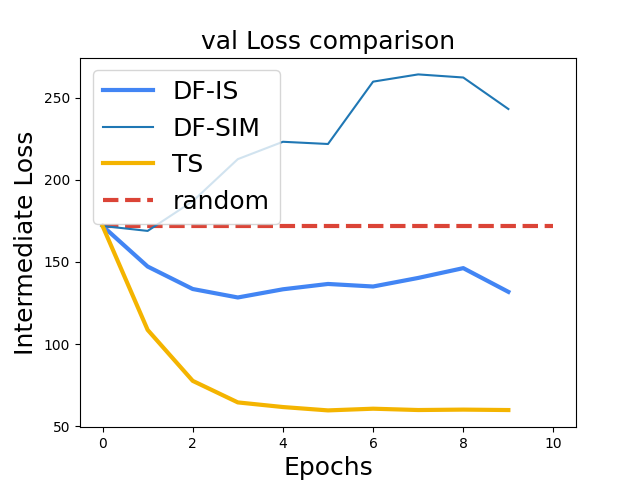 val Loss comparison
Intermediate Loss
250
200
150
100
50
DF-IS
DF-SIM
TS
random
0
2
4
6
8
10
Epochs